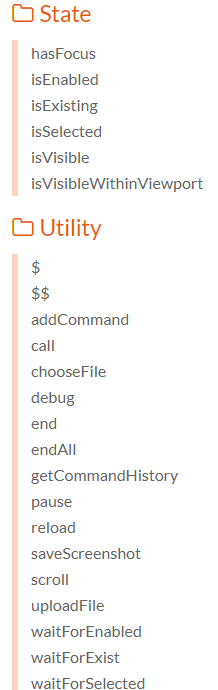 State
hasFocus
isEnabled
isExisting
isSelected
isVisible
isVisibleWithinViewport
Utility
$
$$
addCommand
call
chooseFile
debug
end
endAll
getCommandHistory
pause
reload
saveScreenshot
scroll
uploadFile
waitForEnabled
waitForExist
waitForSelected